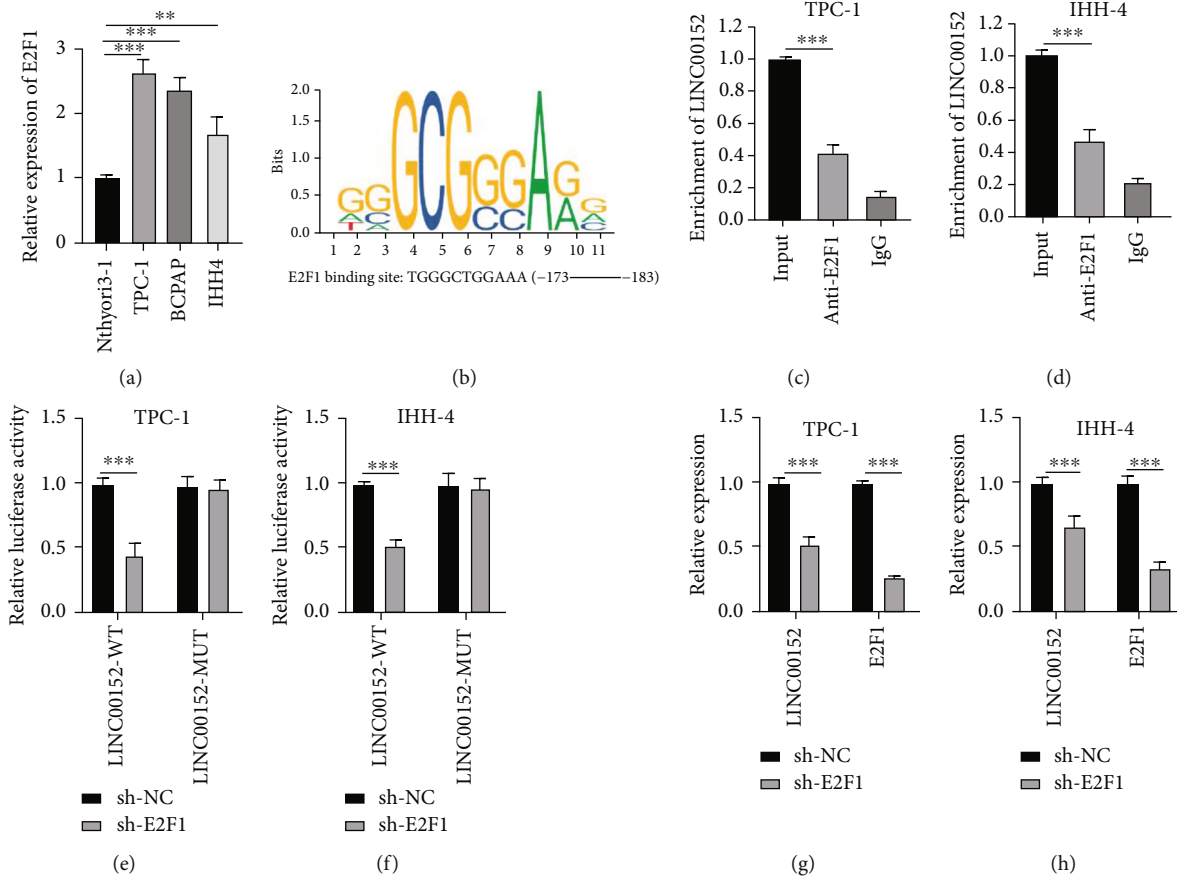 Relative expression of E2F1
3
2
1
0
**
***
***
Nthyori3-1
TPC-1
BCPAP
IHH4
(a)
Bits
2.0
1.5
1.0
0.5
0.0
1 2 3 4 5 6 7 8 9 10 11
E2F1 binding site: TGGGCTGGAAA (−173———−183)
(b)
TPC-1
Enrichment of LINC00152
1.0
0.8
0.6
0.4
0.2
0.0
***
Input
Anti-E2F1
IgG
(c)
IHH-4
Enrichment of LINC00152
1.0
0.8
0.6
0.4
0.2
0.0
***
Input
Anti-E2F1
IgG
(d)
TPC-1
Relative luciferase activity
1.5
1.0
0.5
0.0
***
LINC00152-WT
LINC00152-MUT
sh-NC
sh-E2F1
(e)
IHH-4
Relative luciferase activity
1.5
1.0
0.5
0.0
***
LINC00152-WT
LINC00152-MUT
sh-NC
sh-E2F1
(f)
TPC-1
Relative expression
1.5
1.0
0.5
0.0
***
***
LINC00152
E2F1
sh-NC
sh-E2F1
(g)
IHH-4
Relative expression
1.5
1.0
0.5
0.0
***
***
LINC00152
E2F1
sh-NC
sh-E2F1
(h)